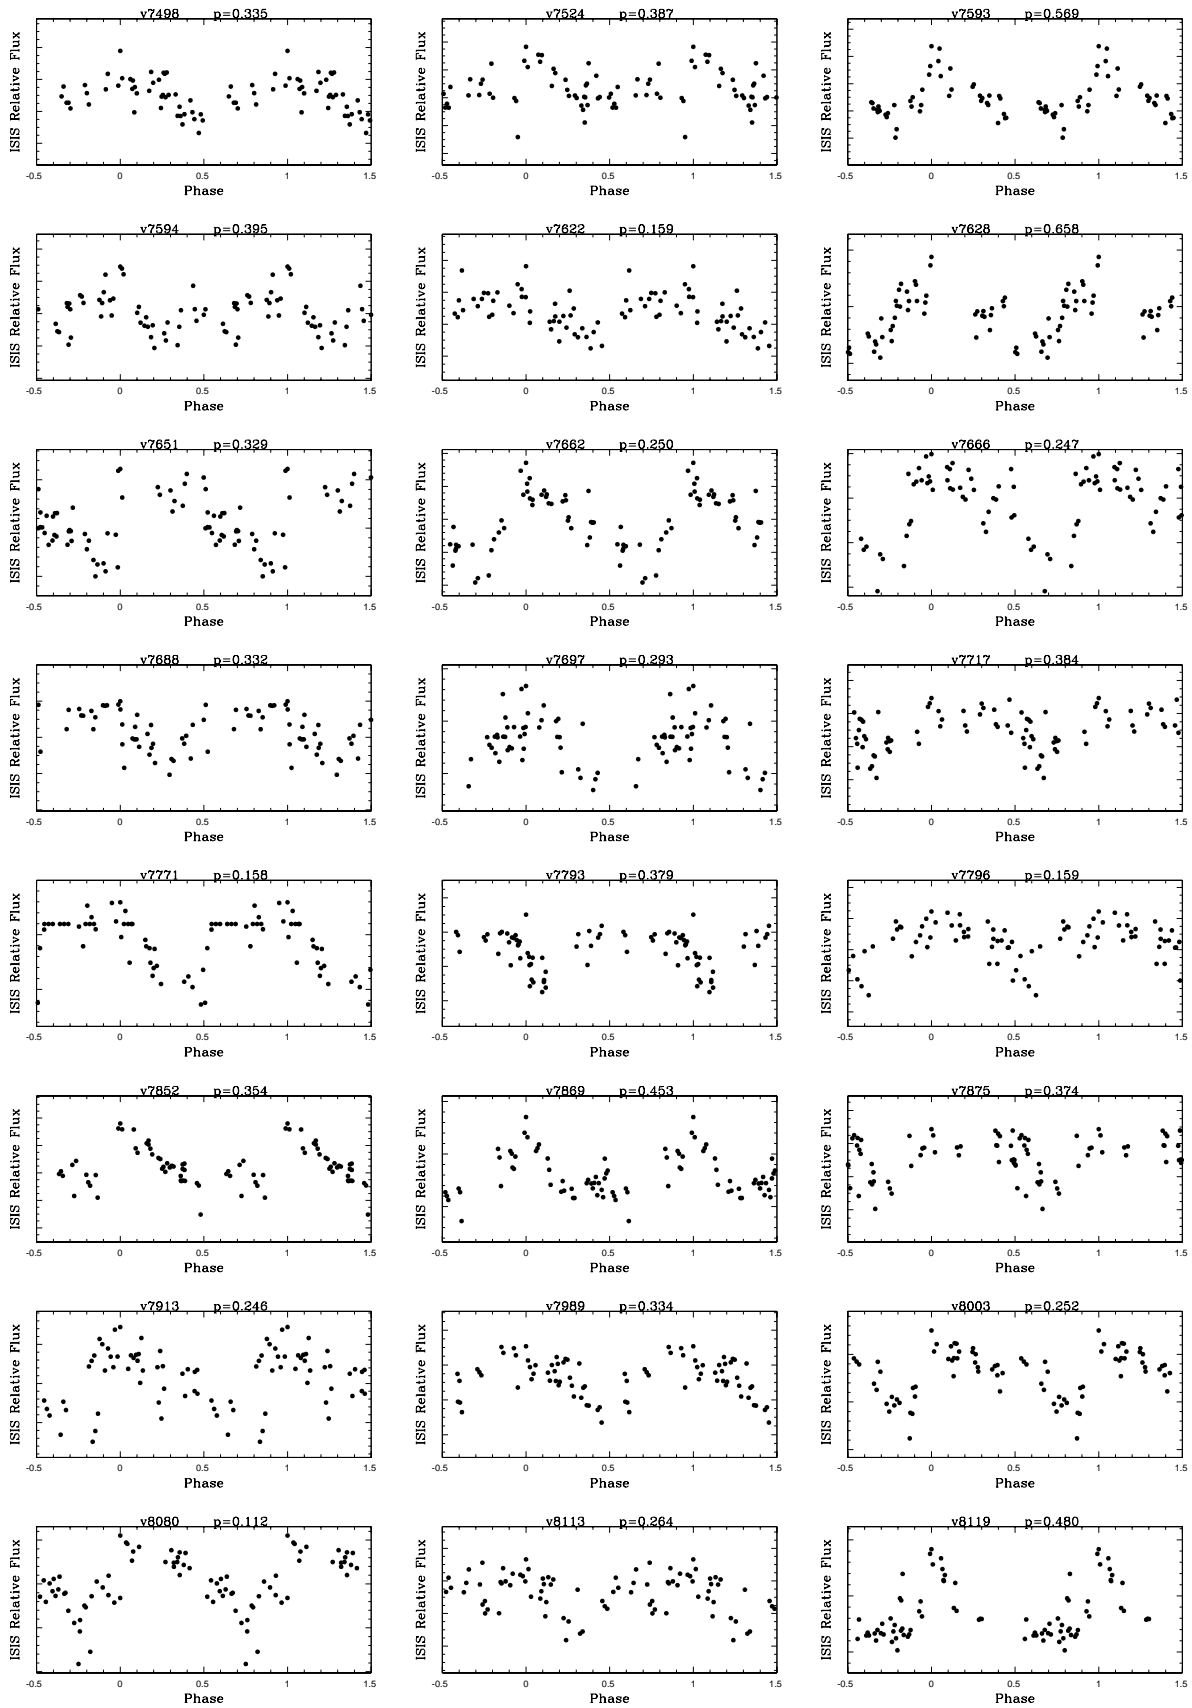 v7498 p=0.335 v7524 p=0.387 v7593 p=0.569
ISIS Relative Flux ISIS Relative Flux ISIS Relative Flux
-0.5 0 0.5 1 1.5 -0.5 0 0.5 1 1.5 -0.5 0 0.5 1 1.5
Phase Phase Phase
v7594 p=0.395 v7622 p=0.159 v7628 p=0.658
ISIS Relative Flux ISIS Relative Flux ISIS Relative Flux
-0.5 0 0.5 1 1.5 -0.5 0 0.5 1 1.5 -0.5 0 0.5 1 1.5
Phase Phase Phase
v7651 p=0.329 v7662 p=0.250 v7666 p=0.247
ISIS Relative Flux ISIS Relative Flux ISIS Relative Flux
-0.5 0 0.5 1 1.5 -0.5 0 0.5 1 1.5 -0.5 0 0.5 1 1.5
Phase Phase Phase
v7688 p=0.332 v7697 p=0.293 v7717 p=0.384
ISIS Relative Flux ISIS Relative Flux ISIS Relative Flux
-0.5 0 0.5 1 1.5 -0.5 0 0.5 1 1.5 -0.5 0 0.5 1 1.5
Phase Phase Phase
v7771 p=0.158 v7793 p=0.379 v7796 p=0.159
ISIS Relative Flux ISIS Relative Flux ISIS Relative Flux
-0.5 0 0.5 1 1.5 -0.5 0 0.5 1 1.5 -0.5 0 0.5 1 1.5
Phase Phase Phase
v7852 p=0.354 v7869 p=0.453 v7875 p=0.374
ISIS Relative Flux ISIS Relative Flux ISIS Relative Flux
-0.5 0 0.5 1 1.5 -0.5 0 0.5 1 1.5 -0.5 0 0.5 1 1.5
Phase Phase Phase
v7913 p=0.246 v7989 p=0.334 v8003 p=0.252
ISIS Relative Flux ISIS Relative Flux ISIS Relative Flux
-0.5 0 0.5 1 1.5 -0.5 0 0.5 1 1.5 -0.5 0 0.5 1 1.5
Phase Phase Phase
v8080 p=0.112 v8113 p=0.264 v8119 p=0.480
ISIS Relative Flux ISIS Relative Flux ISIS Relative Flux
-0.5 0 0.5 1 1.5 -0.5 0 0.5 1 1.5 -0.5 0 0.5 1 1.5
Phase Phase Phase